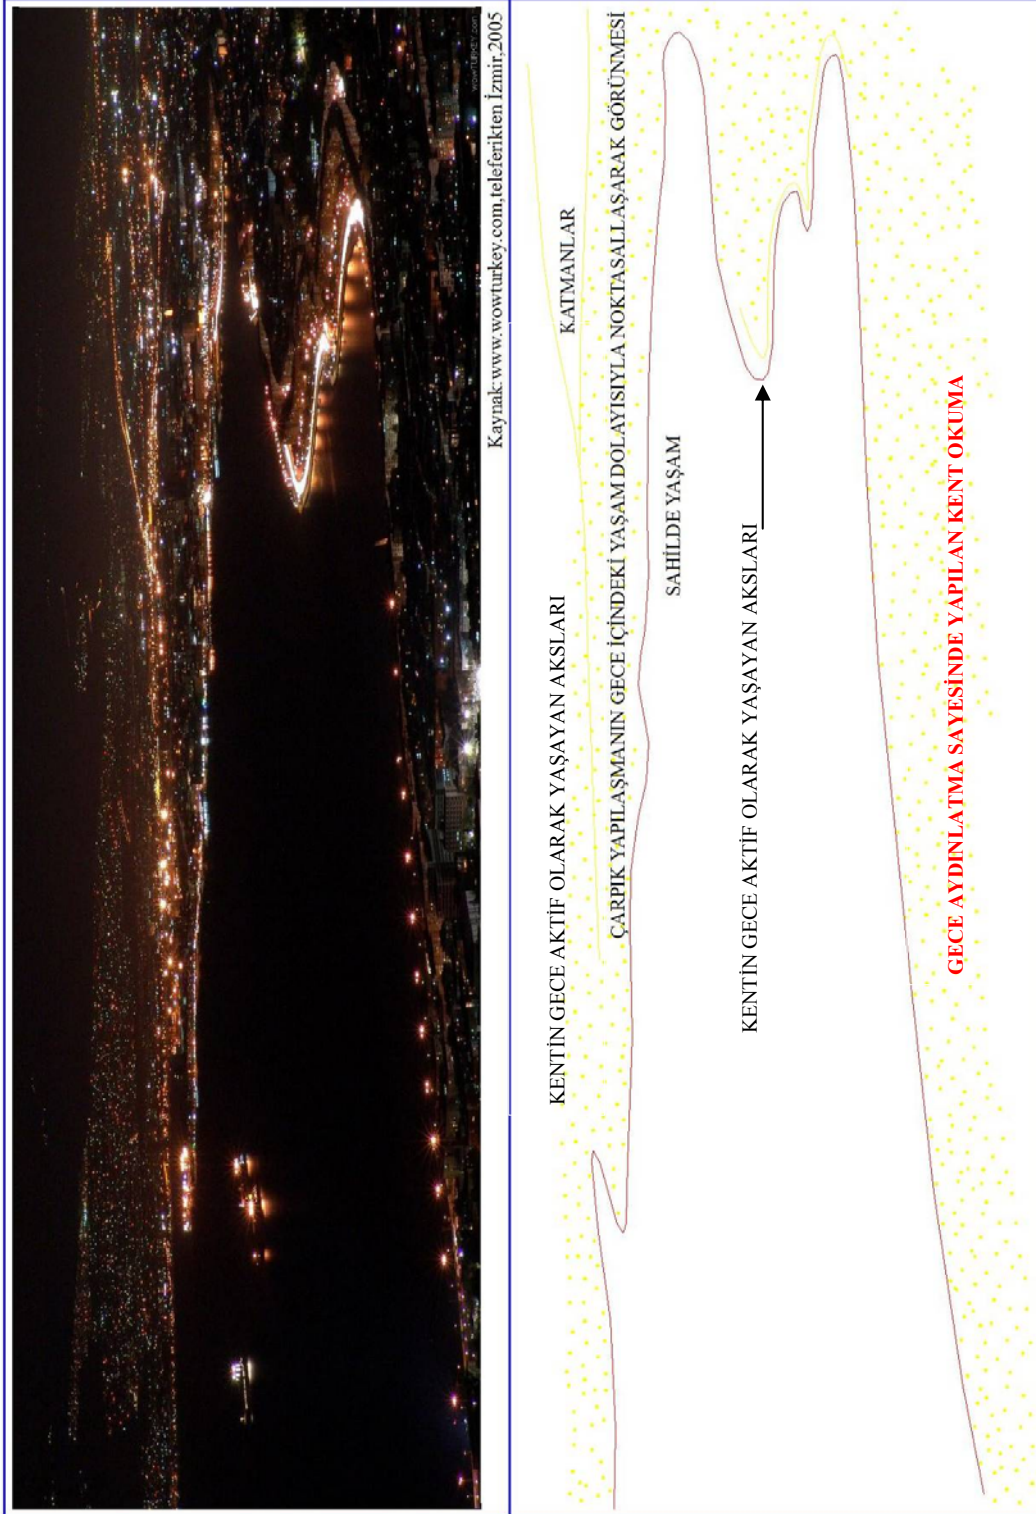 wowTURKEY.com
Kaynak:www.wowturkey.com,teleferikten İzmir,2005
KENTİN GECE AKTİF OLARAK YAŞAYAN AKSLARI
KATMANLAR
ÇARPIK YAPILAŞMANIN GECE İÇİNDEKİ YAŞAM DOLAYISIYLA NOKTASALLAŞARAK GÖRÜNMESİ
SAHİLDE YAŞAM
KENTİN GECE AKTİF OLARAK YAŞAYAN AKSLARI
GECE AYDINLATMA SAYESİNDE YAPILAN KENT OKUMA